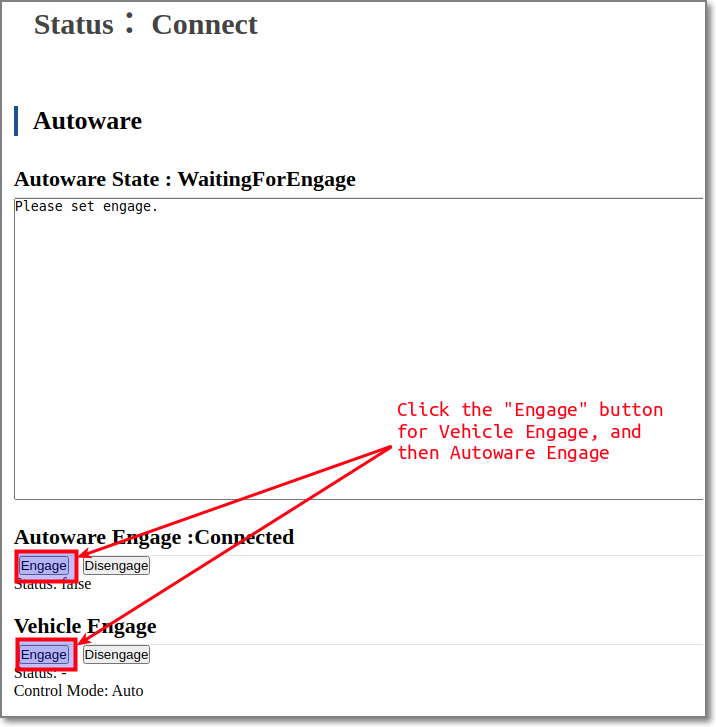 Status： Connect
Autoware
Autoware State : WaitingForEngage
Please set engage.
Click the "Engage" button
for Vehicle Engage, and
then Autoware Engage
Autoware Engage :Connected
Engage Disengage
Status: false
Vehicle Engage
Engage Disengage
Status: -
Control Mode: Auto